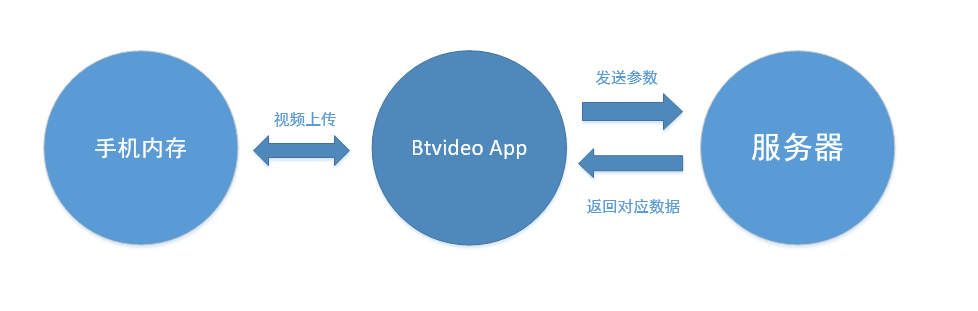 手机内存
视频上传
Btvideo App
发送参数
返回对应数据
服务器